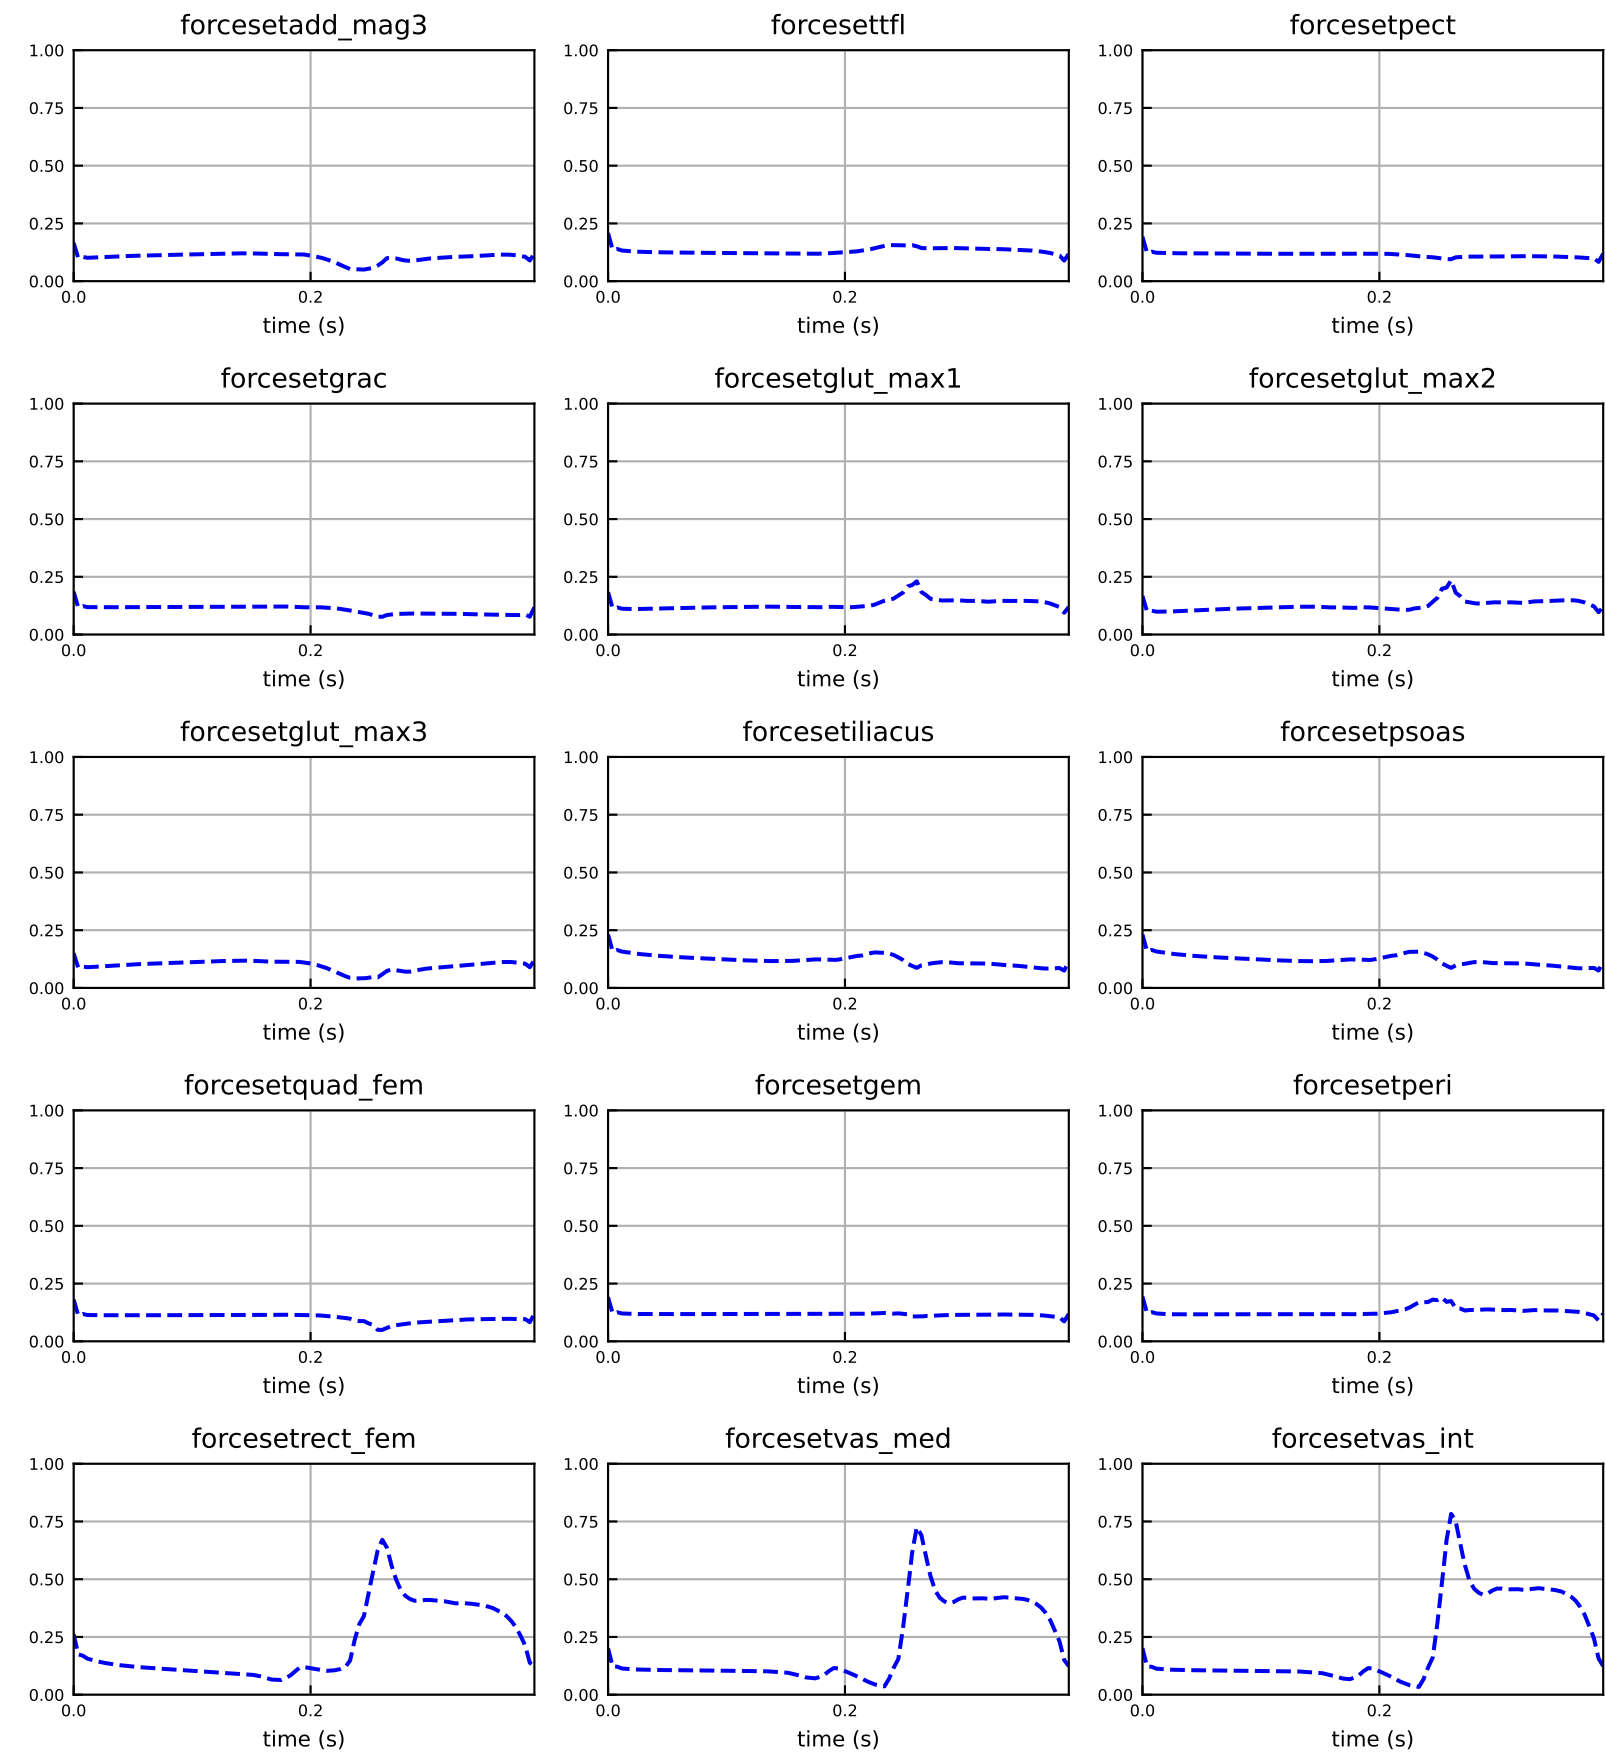 forcesetadd_mag3 forcesettfl forcesetpect
1.00 1.00 1.00
0.75 0.75 0.75
0.50 0.50 0.50
0.25 0.25 0.25
0.00 0.00 0.00
0.0 0.2 0.0 0.2 0.0 0.2
time (s) time (s) time (s)
forcesetgrac forcesetglut_max1 forcesetglut_max2
1.00 1.00 1.00
0.75 0.75 0.75
0.50 0.50 0.50
0.25 0.25 0.25
0.00 0.00 0.00
0.0 0.2 0.0 0.2 0.0 0.2
time (s) time (s) time (s)
forcesetglut_max3 forcesetiliacus forcesetpsoas
1.00 1.00 1.00
0.75 0.75 0.75
0.50 0.50 0.50
0.25 0.25 0.25
0.00 0.00 0.00
0.0 0.2 0.0 0.2 0.0 0.2
time (s) time (s) time (s)
forcesetquad_fem forcesetgem forcesetperi
1.00 1.00 1.00
0.75 0.75 0.75
0.50 0.50 0.50
0.25 0.25 0.25
0.00 0.00 0.00
0.0 0.2 0.0 0.2 0.0 0.2
time (s) time (s) time (s)
forcesetrect_fem forcesetvas_med forcesetvas_int
1.00 1.00 1.00
0.75 0.75 0.75
0.50 0.50 0.50
0.25 0.25 0.25
0.00 0.00 0.00
0.0 0.2 0.0 0.2 0.0 0.2
time (s) time (s) time (s)